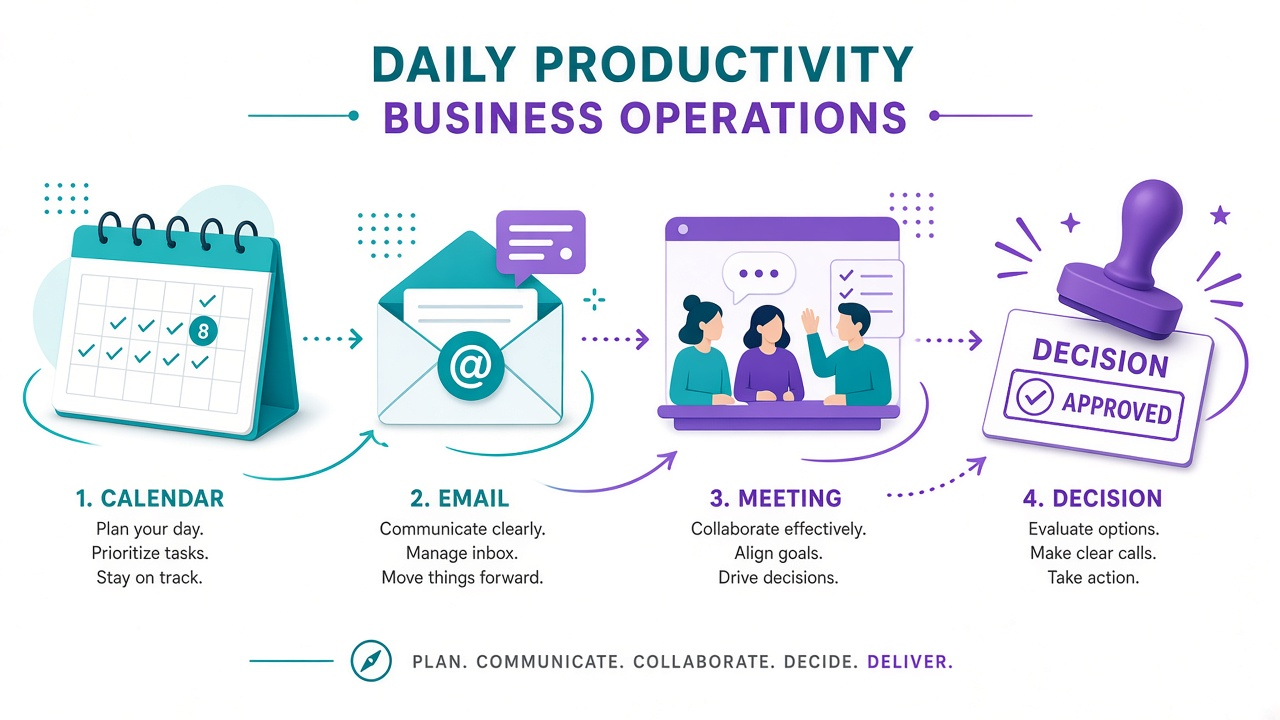 DAILY PRODUCTIVITY
BUSINESS OPERATIONS
8
@
DECISION
APPROVED
1. CALENDAR
Plan your day.
Prioritize tasks.
Stay on track.
2. EMAIL
Communicate clearly.
Manage inbox.
Move things forward.
3. MEETING
Collaborate effectively.
Align goals.
Drive decisions.
4. DECISION
Evaluate options.
Make clear calls.
Take action.
PLAN. COMMUNICATE. COLLABORATE. DECIDE. DELIVER.